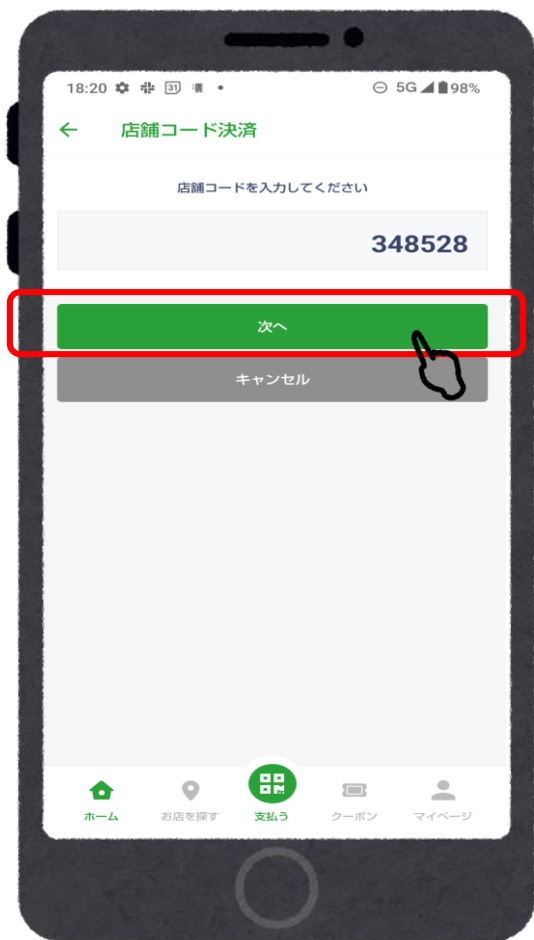 18:20 31 5G 98%
店舗コード決済
店舗コードを入力してください
348528
次へ
キャンセル
ホーム お店を探す 支払う クーポン マイページ